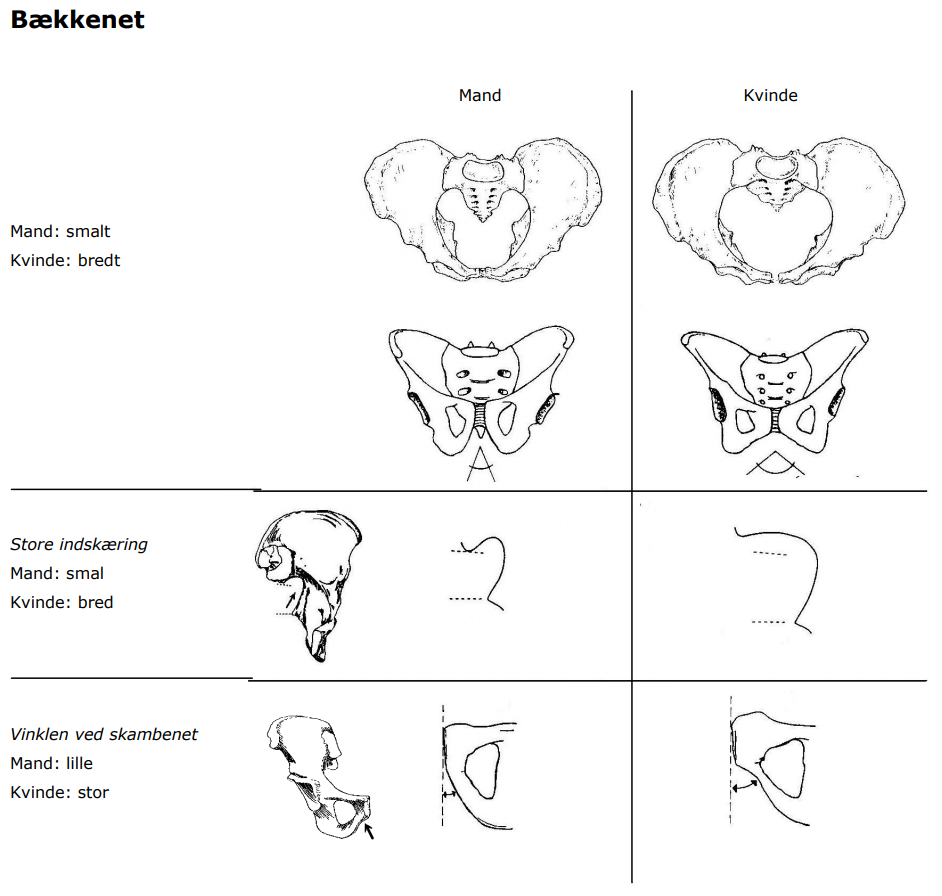 Bækkenet
Mand
Kvinde
Mand: smalt
Kvinde: bredt
Store indskæring
Mand: smal
Kvinde: bred
Vinklen ved skambenet
Mand: lille
Kvinde: stor